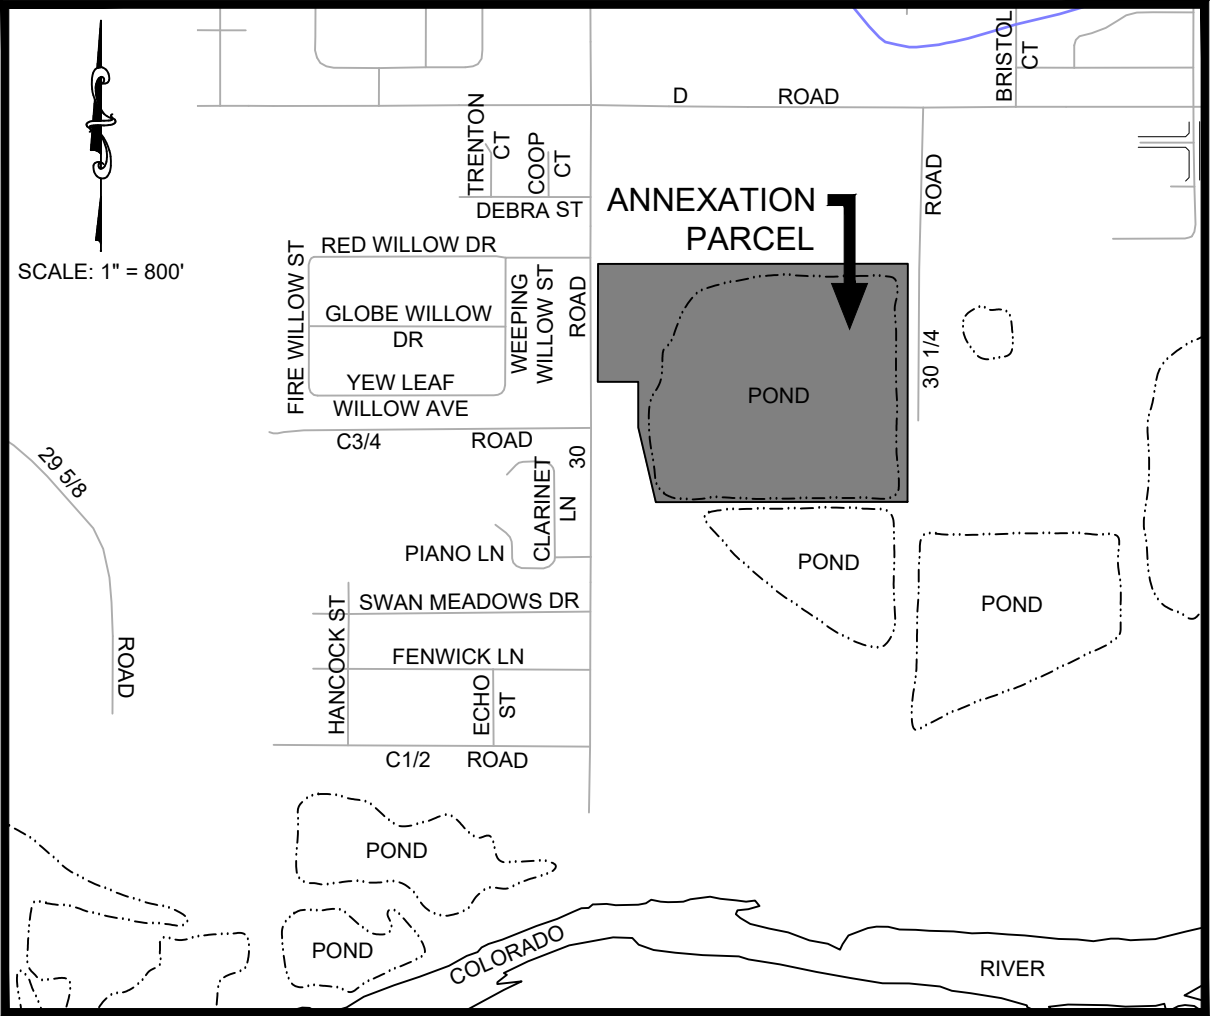 D ROAD
BRISTOL
CT
TRENTON
CT
COOP
CT
DEBRA ST
ROAD
ANNEXATION
PARCEL
SCALE: 1" = 800'
RED WILLOW DR
FIRE WILLOW ST
GLOBE WILLOW
DR
WEEPING
WILLOW ST
ROAD
YEW LEAF
WILLOW AVE
30 1/4
POND
C3/4 ROAD
30
29 5/8
ROAD
CLARINET
LN
PIANO LN
POND
POND
SWAN MEADOWS DR
HANCOCK ST
FENWICK LN
ECHO
ST
C1/2 ROAD
POND
POND
COLORADO
RIVER